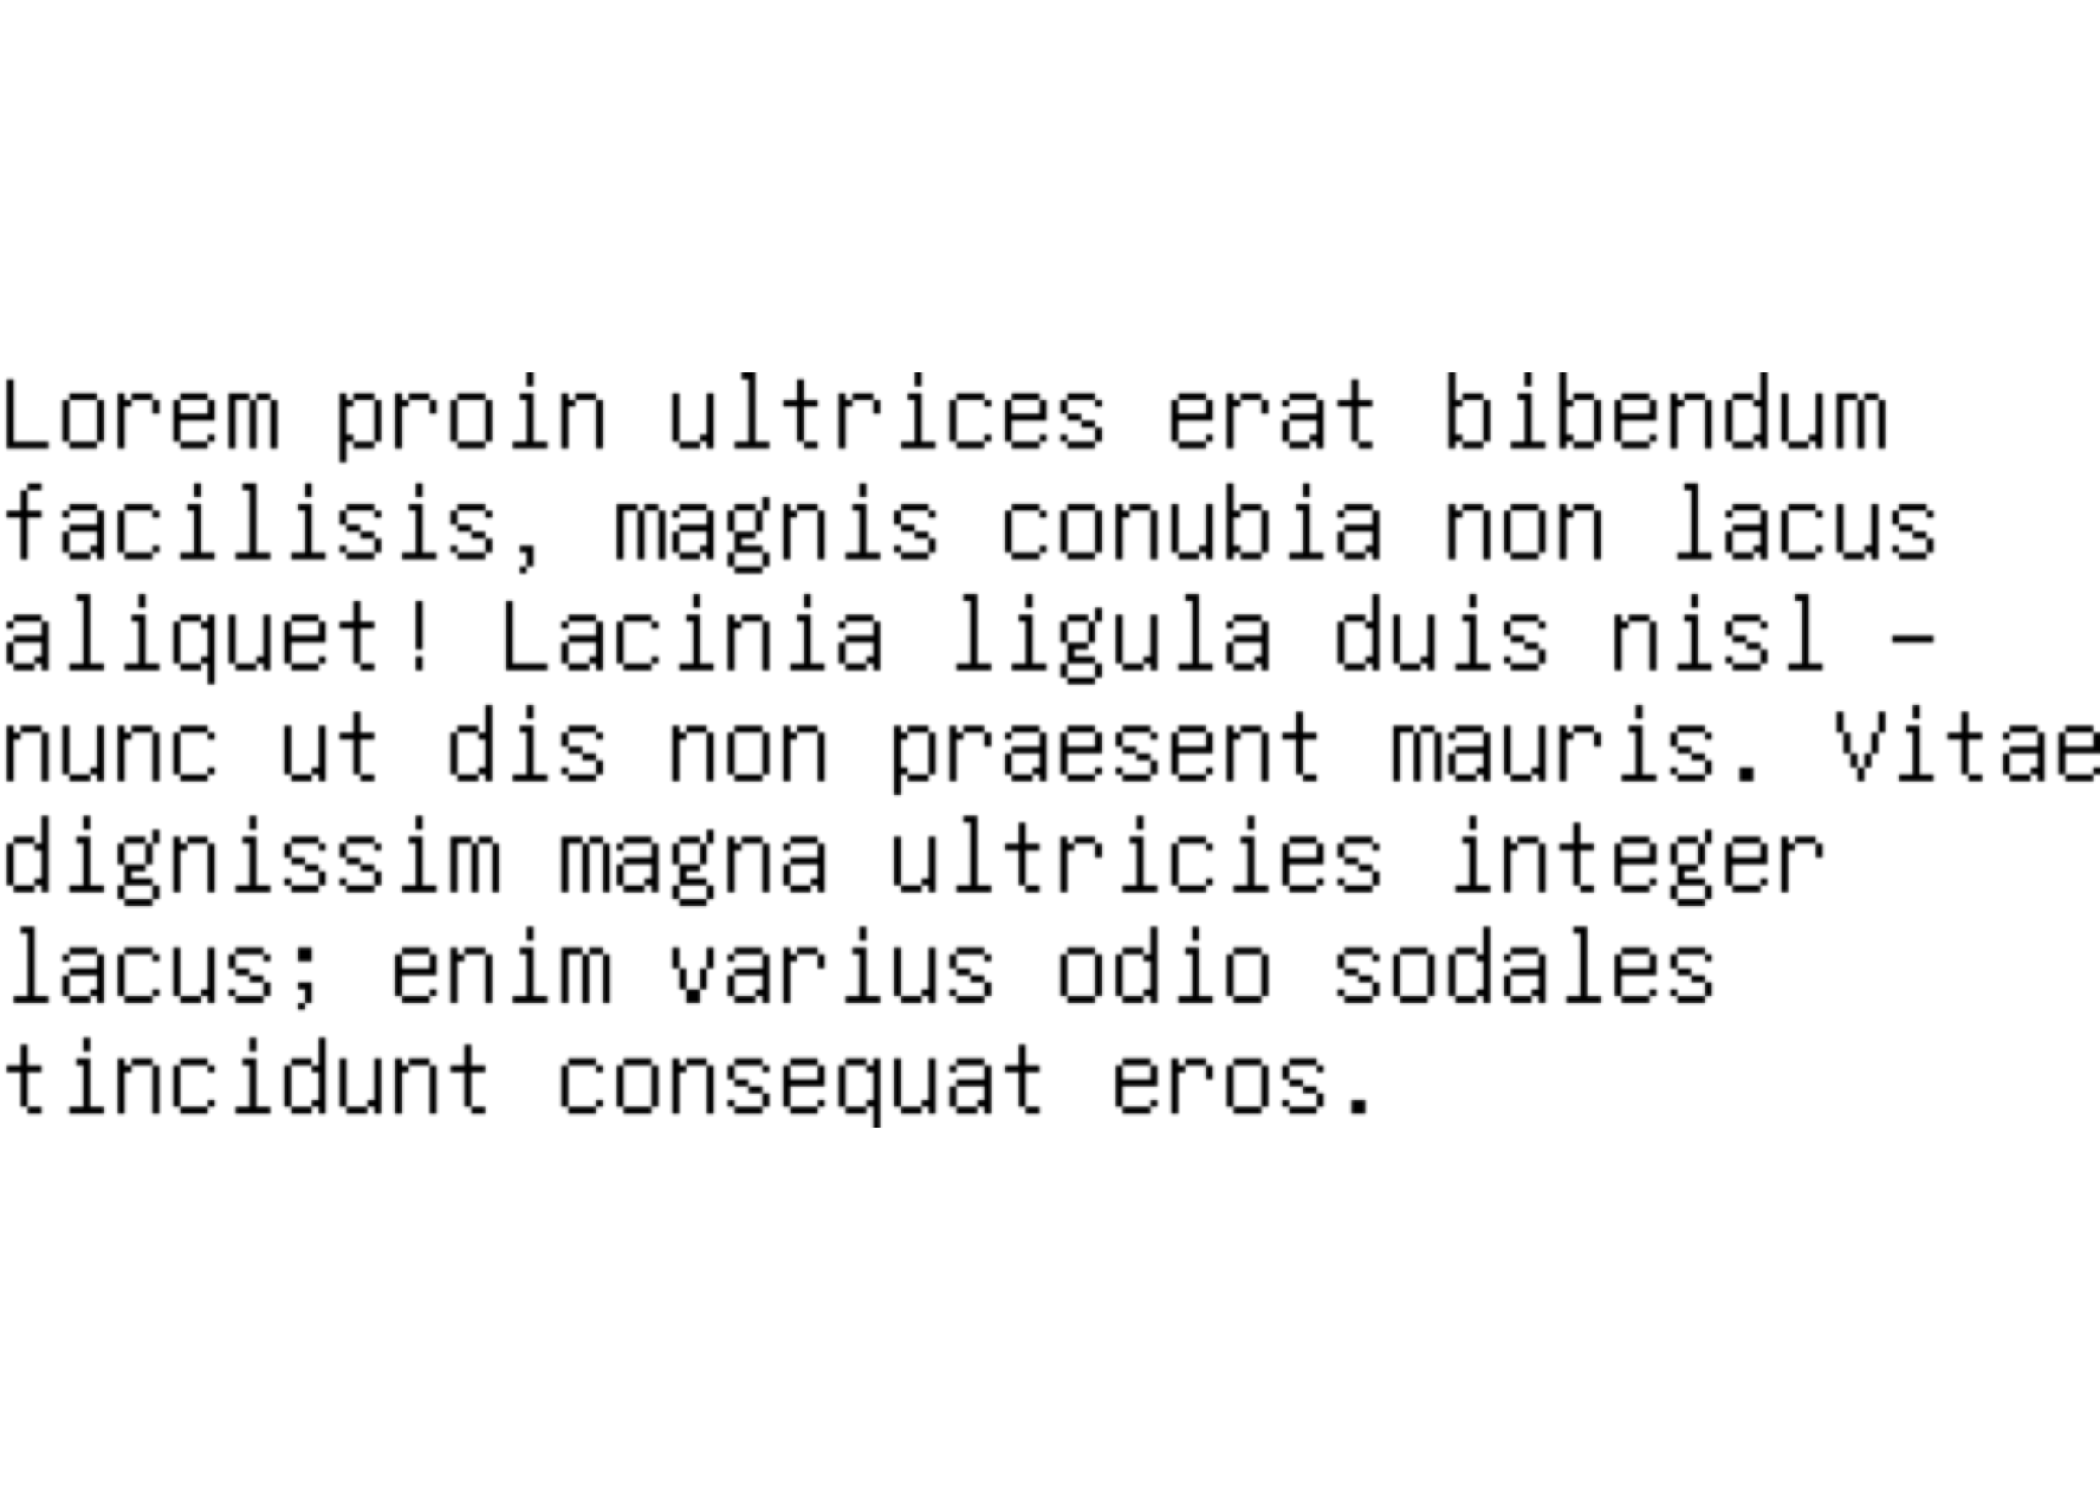 Lorem proin ultrices erat bibendum
facilisis, magnis conubia non lacus
aliquet! Lacinia ligula duis nisl –
nunc ut dis non praesent mauris. Vitae
dignissim magna ultricies integer
lacus; enim varius odio sodales
tincidunt consequat eros.